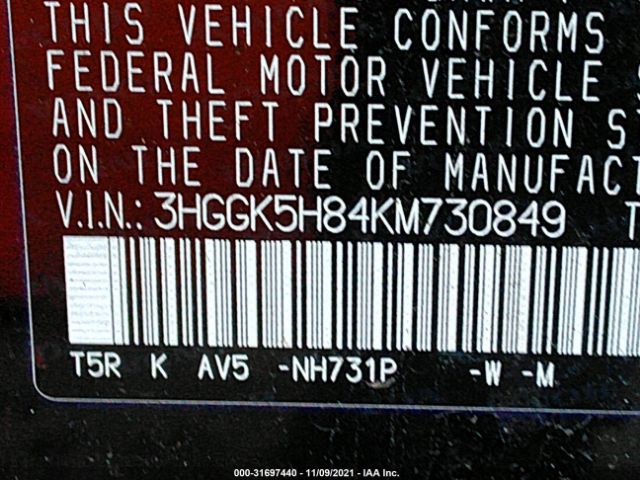 THIS VEHICLE CONFORMS
FEDERAL MOTOR VEHICLE
AND THEFT PREVENTION S
ON THE DATE OF MANUFACT
V.I.N.: 3HGGK5H84KM730849 T
T5R K AV5 -NH731P -W -M
000-31697440 - 11/09/2021 - IAA Inc.